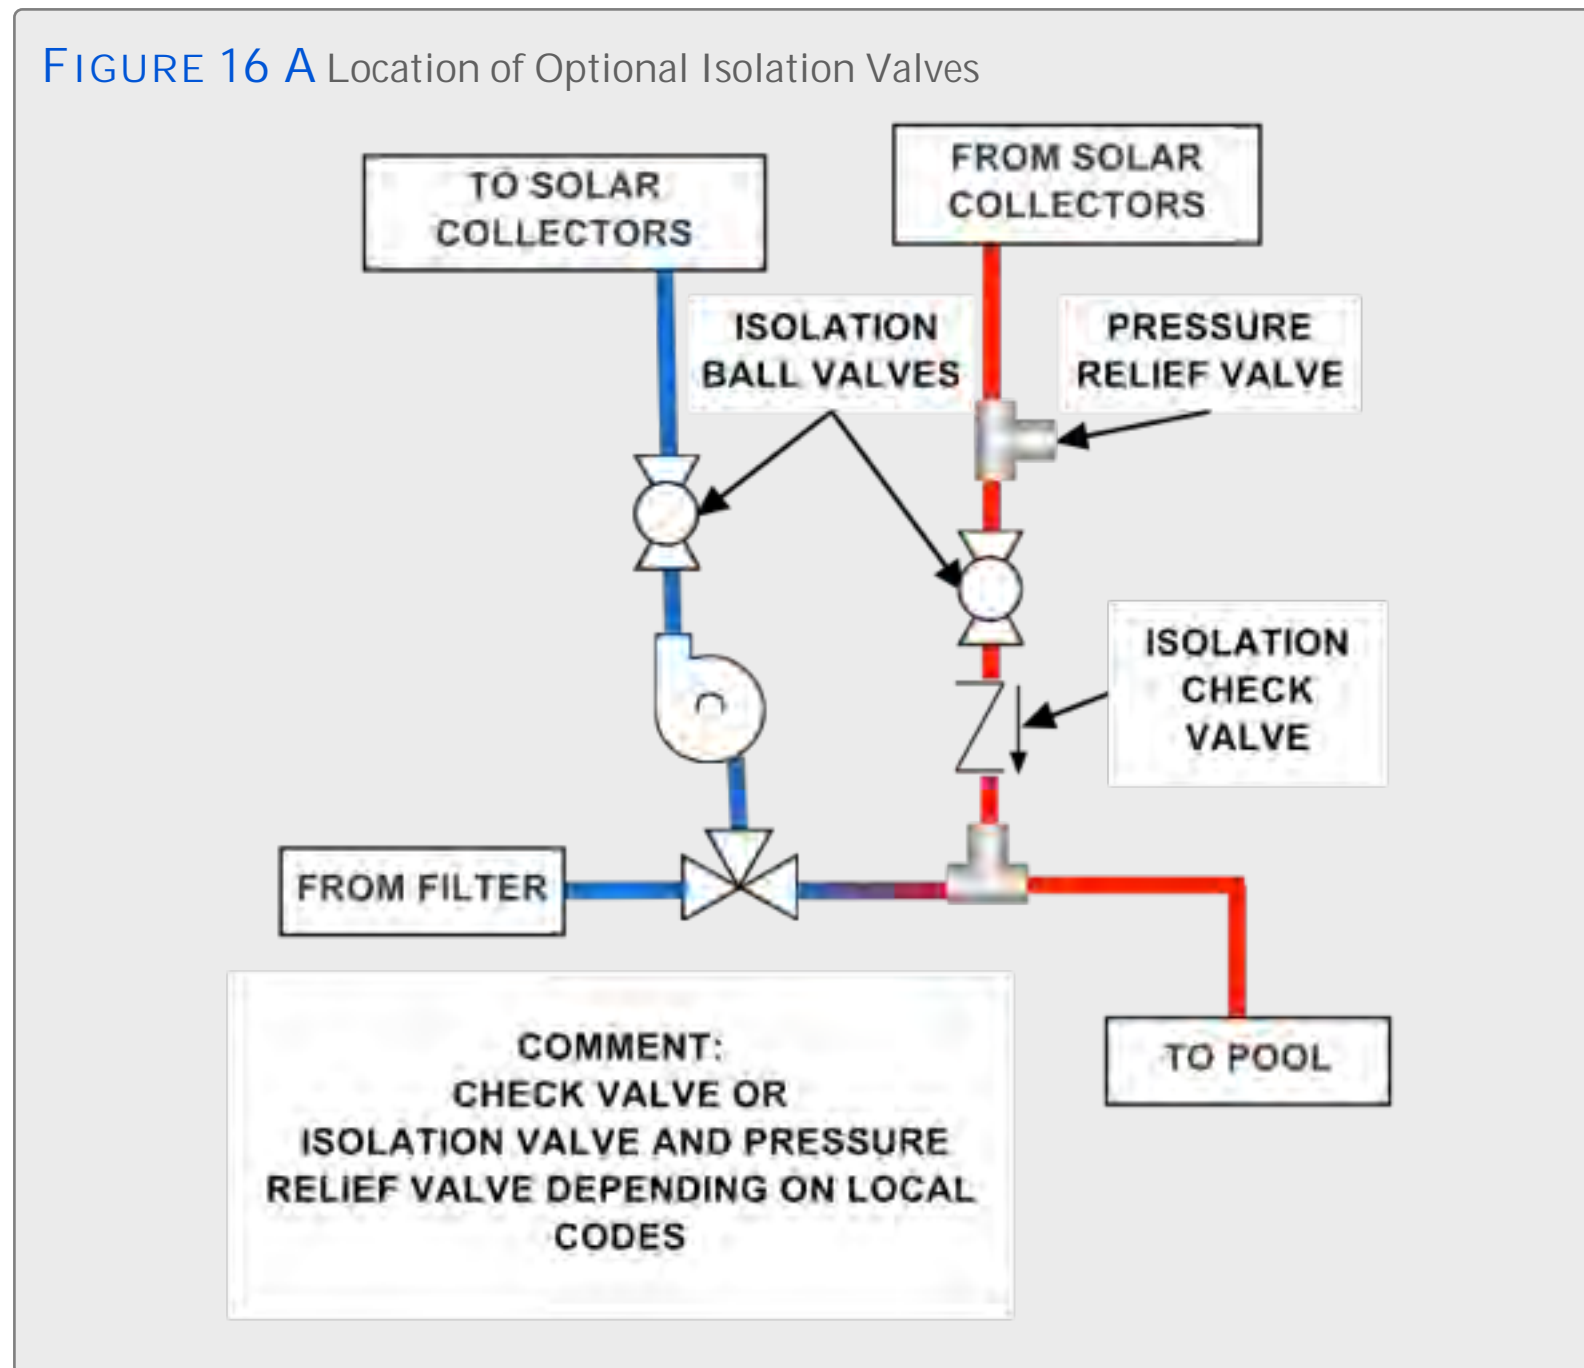 FIGURE 16 A Location of Optional Isolation Valves
TO SOLAR
COLLECTORS
FROM SOLAR
COLLECTORS
ISOLATION
BALL VALVES
PRESSURE
RELIEF VALVE
ISOLATION
CHECK
VALVE
FROM FILTER
TO POOL
COMMENT:
CHECK VALVE OR
ISOLATION VALVE AND PRESSURE
RELIEF VALVE DEPENDING ON LOCAL
CODES